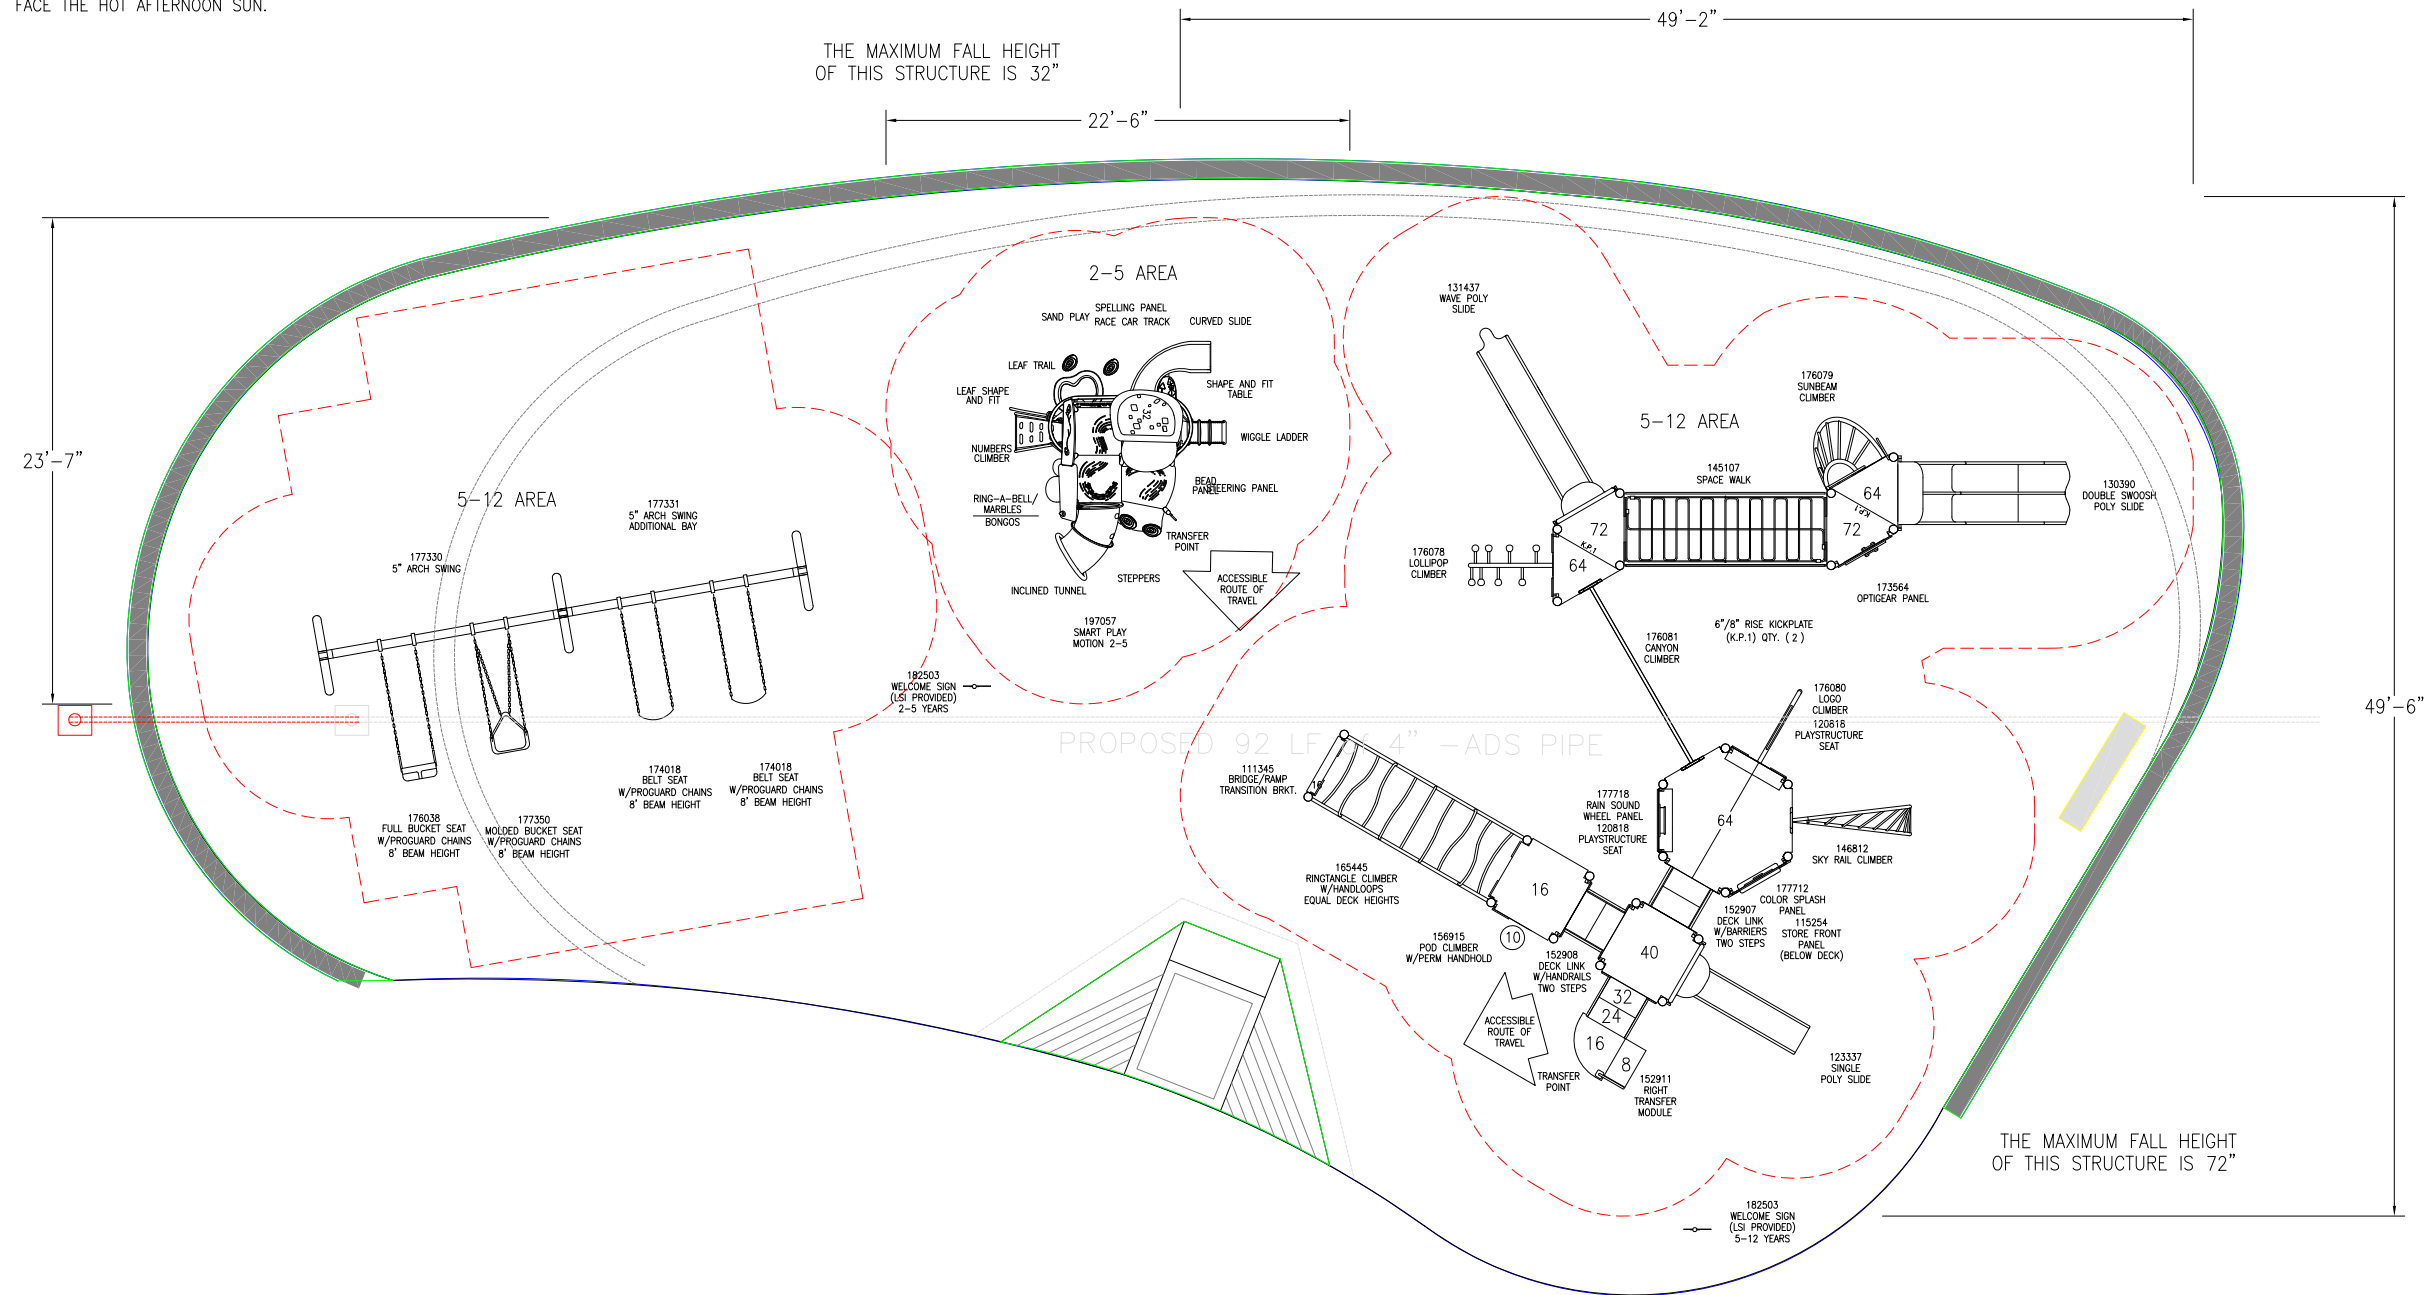 FACE THE HOT AFTERNOON SUN.
49'-2"
THE MAXIMUM FALL HEIGHT
OF THIS STRUCTURE IS 32"
22'-6"
23'-7"
49'-6"
2-5 AREA
SPELLING PANEL
SAND PLAY
RACE CAR TRACK
CURVED SLIDE
LEAF TRAIL
LEAF SHAPE
AND FIT
SHAPE AND FIT
TABLE
32
WIGGLE LADDER
NUMBERS
CLIMBER
BEAD
PANEL
STEERING PANEL
RING-A-BELL/
MARBLES
BONGOS
TRANSFER
POINT
STEPPERS
INCLINED TUNNEL
ACCESSIBLE
ROUTE OF
TRAVEL
197057
SMART PLAY
MOTION 2-5
182503
WELCOME SIGN
(LSI PROVIDED)
2-5 YEARS
5-12 AREA
177331
5" ARCH SWING
ADDITIONAL BAY
177330
5" ARCH SWING
174018
BELT SEAT
W/PROGUARD CHAINS
8' BEAM HEIGHT
174018
BELT SEAT
W/PROGUARD CHAINS
8' BEAM HEIGHT
176038
FULL BUCKET SEAT
W/PROGUARD CHAINS
8' BEAM HEIGHT
177350
MOLDED BUCKET SEAT
W/PROGUARD CHAINS
8' BEAM HEIGHT
131437
WAVE POLY
SLIDE
5-12 AREA
176079
SUNBEAM
CLIMBER
145107
SPACE WALK
130390
DOUBLE SWOOSH
POLY SLIDE
64
K.P.1
72
72
K.P.1
64
176078
LOLLIPOP
CLIMBER
173564
OPTIGEAR PANEL
6"/8" RISE KICKPLATE
(K.P.1) QTY. ( 2 )
176081
CANYON
CLIMBER
176080
LOGO
CLIMBER
120818
PLAYSTRUCTURE
SEAT
PROPOSED 92 LF of 4" -ADS PIPE
111345
BRIDGE/RAMP
TRANSITION BRKT.
16
177718
RAIN SOUND
WHEEL PANEL
120818
PLAYSTRUCTURE
SEAT
64
146812
SKY RAIL CLIMBER
165445
RINGTANGLE CLIMBER
W/HANDLOOPS
EQUAL DECK HEIGHTS
16
177712
COLOR SPLASH
PANEL
115254
STORE FRONT
PANEL
(BELOW DECK)
152907
DECK LINK
W/BARRIERS
TWO STEPS
156915
POD CLIMBER
W/PERM HANDHOLD
10
152908
DECK LINK
W/HANDRAILS
TWO STEPS
40
32
24
16
8
ACCESSIBLE
ROUTE OF
TRAVEL
TRANSFER
POINT
152911
RIGHT
TRANSFER
MODULE
123337
SINGLE
POLY SLIDE
THE MAXIMUM FALL HEIGHT
OF THIS STRUCTURE IS 72"
182503
WELCOME SIGN
(LSI PROVIDED)
5-12 YEARS